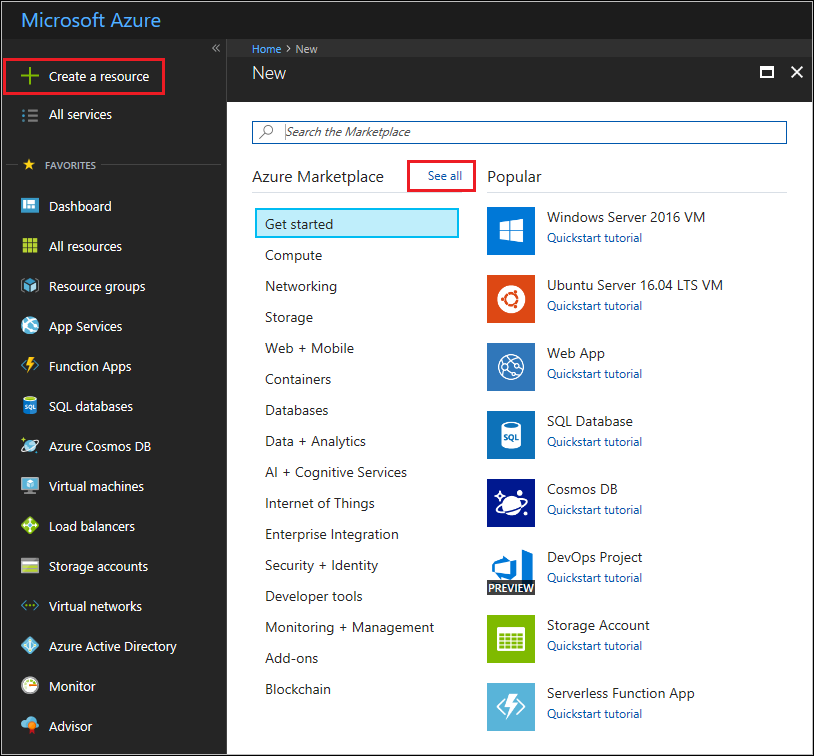 Microsoft Azure
«
Create a resource
All services
FAVORITES
Dashboard
All resources
Resource groups
App Services
Function Apps
SQL databases
Azure Cosmos DB
Virtual machines
Load balancers
Storage accounts
Virtual networks
Azure Active Directory
Monitor
Advisor
Home > New
New
Search the Marketplace
Azure Marketplace
See all
Get started
Compute
Networking
Storage
Web + Mobile
Containers
Databases
Data + Analytics
AI + Cognitive Services
Internet of Things
Enterprise Integration
Security + Identity
Developer tools
Monitoring + Management
Add-ons
Blockchain
Popular
Windows Server 2016 VM
Quickstart tutorial
Ubuntu Server 16.04 LTS VM
Quickstart tutorial
Web App
Quickstart tutorial
SQL
SQL Database
Quickstart tutorial
Cosmos DB
Quickstart tutorial
PREVIEW
DevOps Project
Quickstart tutorial
Storage Account
Quickstart tutorial
Serverless Function App
Quickstart tutorial